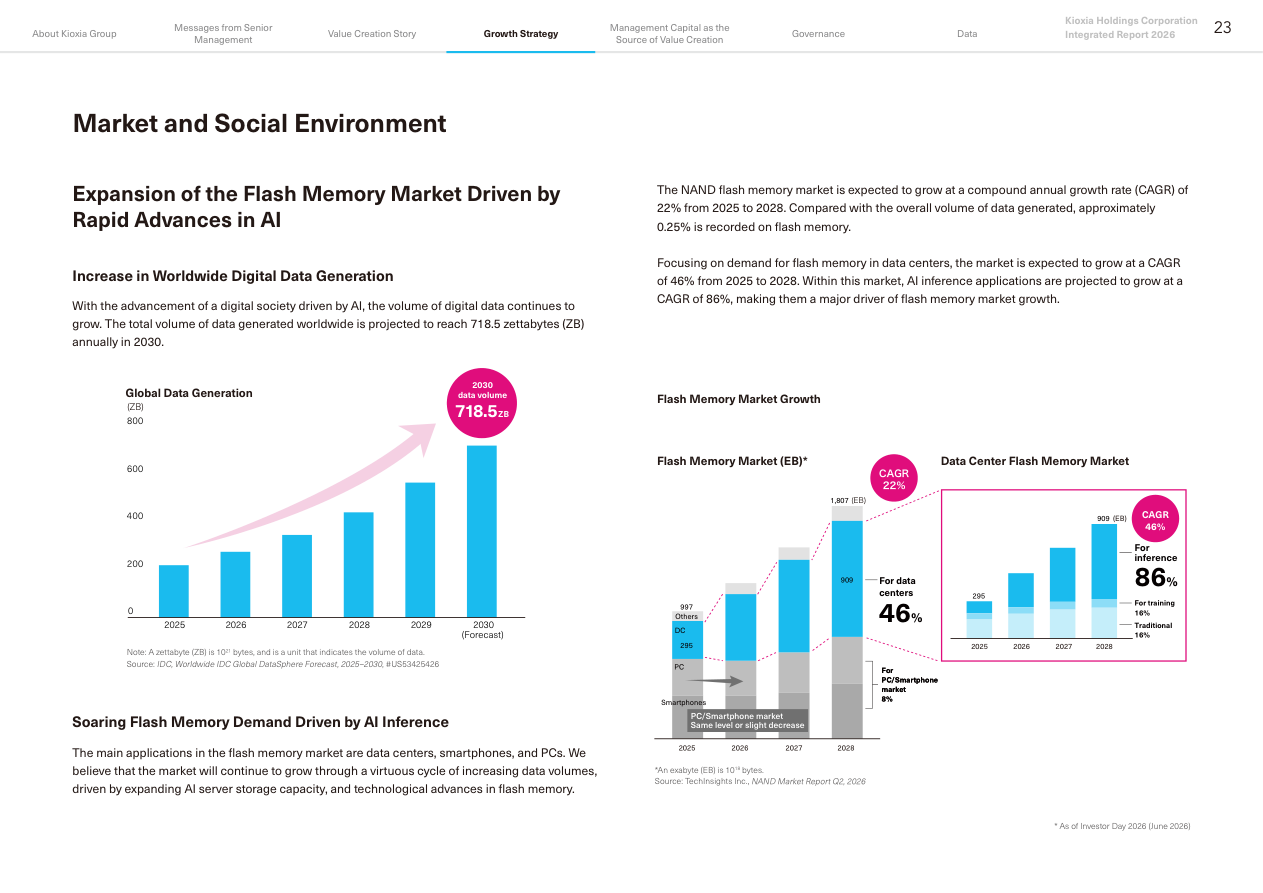 About Kioxia Group
Messages from Senior
Management
Value Creation Story
Growth Strategy
Management Capital as the
Source of Value Creation
Governance
Data
Kioxia Holdings Corporation
Integrated Report 2026
23
Market and Social Environment
Expansion of the Flash Memory Market Driven by
Rapid Advances in AI
Increase in Worldwide Digital Data Generation
With the advancement of a digital society driven by AI, the volume of digital data continues to
grow. The total volume of data generated worldwide is projected to reach 718.5 zettabytes (ZB)
annually in 2030.
Global Data Generation
(ZB)
800
600
400
200
0
2030
data volume
718.5 ZB
2025
2026
2027
2028
2029
2030
(Forecast)
Note: A zettabyte (ZB) is 10²¹ bytes, and is a unit that indicates the volume of data.
Source: IDC, Worldwide IDC Global DataSphere Forecast, 2025–2030, #US53425426
Soaring Flash Memory Demand Driven by AI Inference
The main applications in the flash memory market are data centers, smartphones, and PCs. We
believe that the market will continue to grow through a virtuous cycle of increasing data volumes,
driven by expanding AI server storage capacity, and technological advances in flash memory.
The NAND flash memory market is expected to grow at a compound annual growth rate (CAGR) of
22% from 2025 to 2028. Compared with the overall volume of data generated, approximately
0.25% is recorded on flash memory.
Focusing on demand for flash memory in data centers, the market is expected to grow at a CAGR
of 46% from 2025 to 2028. Within this market, AI inference applications are projected to grow at a
CAGR of 86%, making them a major driver of flash memory market growth.
Flash Memory Market Growth
Flash Memory Market (EB)*
CAGR
22%
1,807 (EB)
997
Others
DC
295
PC
Smartphones
909
For data
centers
46%
For
PC/Smartphone
market
8%
PC/Smartphone market
Same level or slight decrease
2025
2026
2027
2028
*An exabyte (EB) is 10¹⁸ bytes.
Source: TechInsights Inc., NAND Market Report Q2, 2026
Data Center Flash Memory Market
CAGR
46%
909 (EB)
295
For
inference
86%
For training
16%
Traditional
16%
2025
2026
2027
2028
* As of Investor Day 2026 (June 2026)